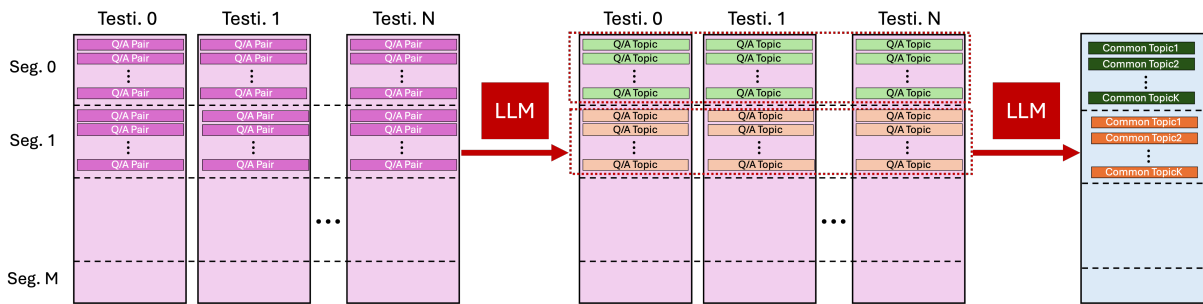 Testi. 0 Testi. 1 Testi. N Testi. 0 Testi. 1 Testi. N
Seg. 0
Q/A Pair Q/A Pair Q/A Pair Q/A Topic Q/A Topic Q/A Topic
Common Topic1
Q/A Pair Q/A Pair Q/A Pair Q/A Topic Q/A Topic Q/A Topic
Common Topic2
Q/A Pair Q/A Pair Q/A Pair Q/A Topic Q/A Topic Q/A Topic
Common TopicK
LLM LLM
Seg. 1
Q/A Pair Q/A Pair Q/A Pair Q/A Topic Q/A Topic Q/A Topic
Common Topic1
Q/A Pair Q/A Pair Q/A Pair Q/A Topic Q/A Topic Q/A Topic
Common Topic2
Q/A Pair Q/A Pair Q/A Pair Q/A Topic Q/A Topic Q/A Topic
Common TopicK
Seg. M